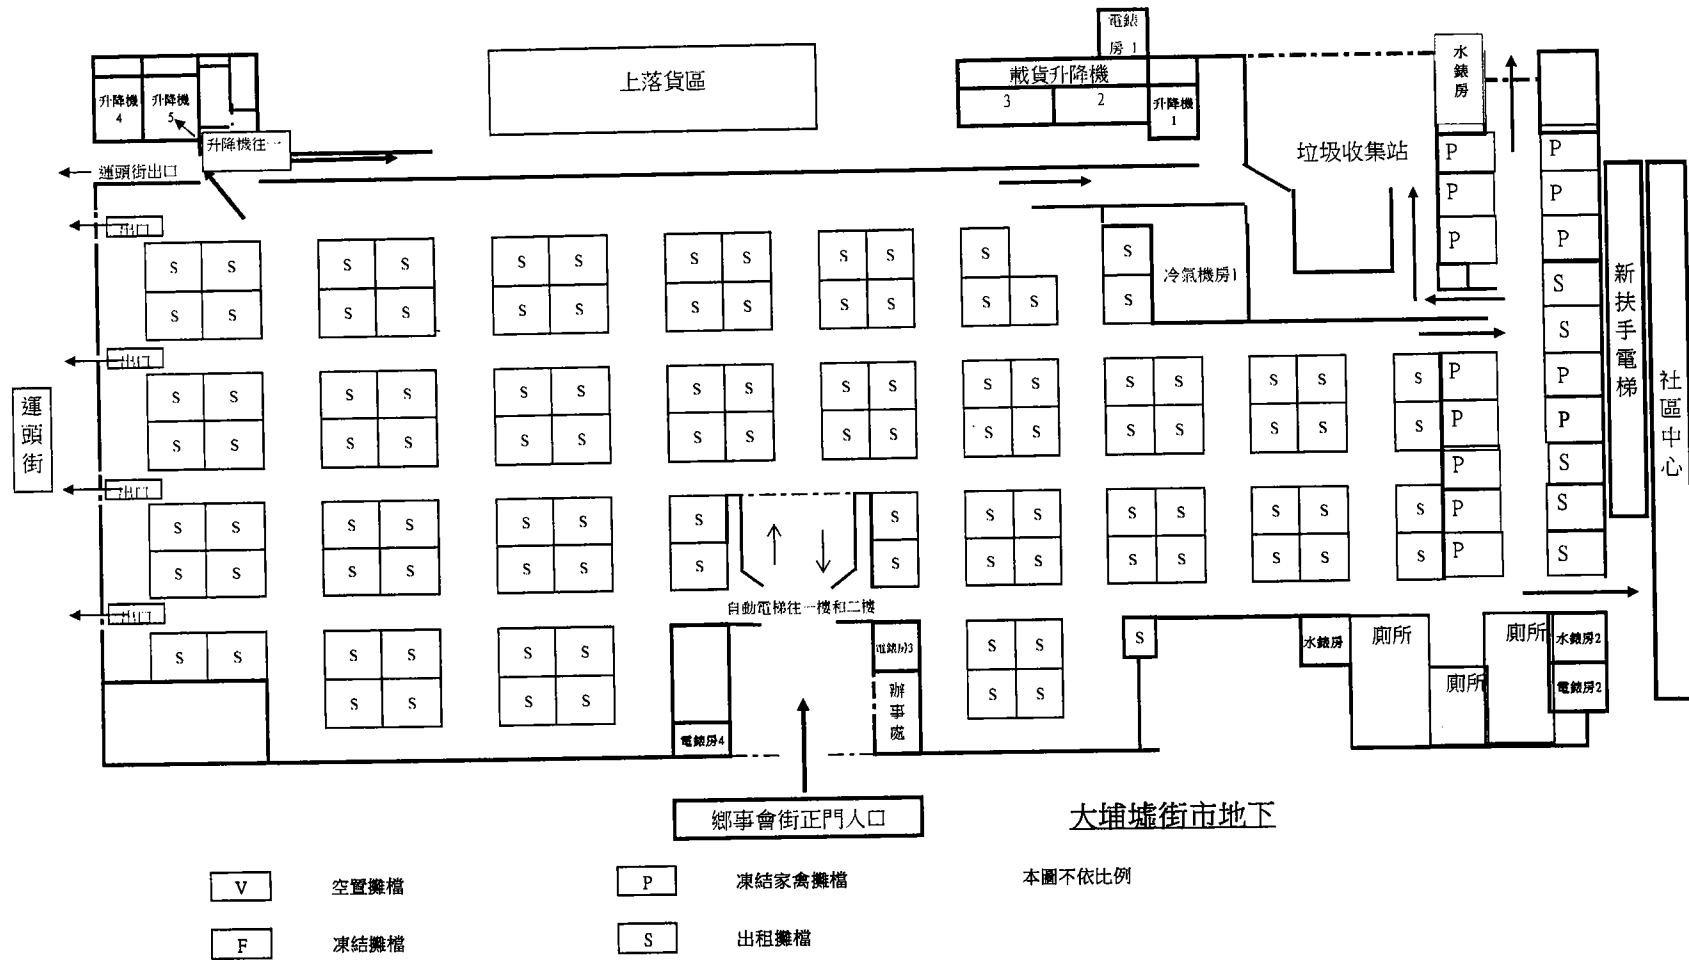 電錶
房 1
水
錶
房
上落貨區
載貨升降機
3 2
升降機
1
升降機
4
升降機
5
升降機往一
垃圾收集站
P P
運頭街出口
P P
出口
P P
S S S S S S S S S S S S
冷氣機房1
S
S S S S S S S S S S S S S
S
出口
新
扶
手
電
梯
S S S S S S S S S S S S S S S S S P P
S S S S S S S S S S S S S S S S S P P
運
頭
街
社
區
中
心
P S
出口
S S S S S S S S S S S S S S S P S
S S S S S S S S S S S S S S S P S
自動電梯往一樓和二樓
出口
S S S S S S S S S
電錶房3
水錶房
廁所
廁所
水錶房2
S S S S S S
辦
事
處
廁所
電錶房2
電錶房4
鄉事會街正門入口
大埔墟街市地下
V 空置攤檔
P 凍結家禽攤檔
本圖不依比例
F 凍結攤檔
S 出租攤檔